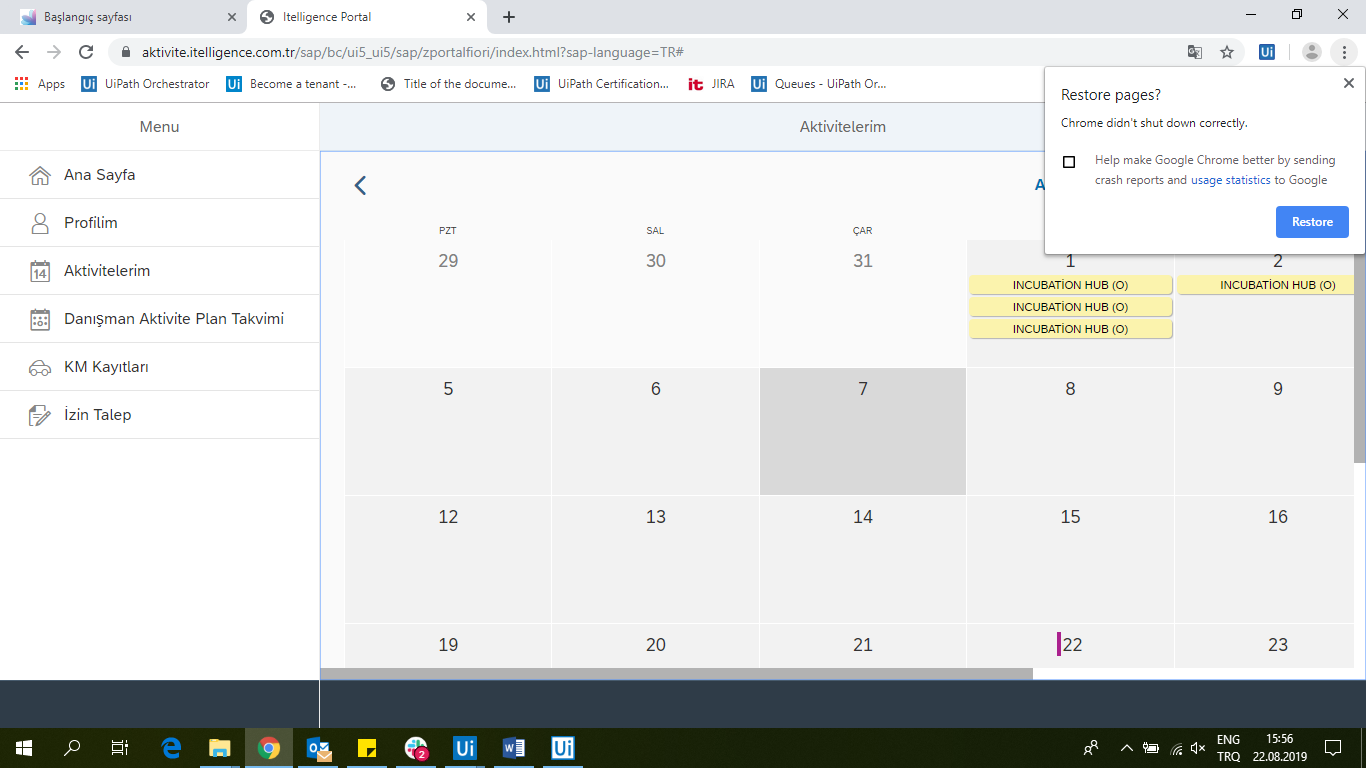 Başlangıç sayfası
Itelligence Portal
aktivite.itelligence.com.tr/sap/bc/ui5_ui5/sap/zportalfiori/index.html?sap-language=TR#
Apps
UiPath Orchestrator
Become a tenant -...
Title of the docume...
UiPath Certification...
JIRA
Queues - UiPath Or...
Restore pages?
Chrome didn't shut down correctly.
Help make Google Chrome better by sending
crash reports and usage statistics to Google
Restore
Menu
Ana Sayfa
Profilim
Aktivitelerim
Danışman Aktivite Plan Takvimi
KM Kayıtları
İzin Talep
Aktivitelerim
A
PZT SAL ÇAR
29 30 31 1 2
INCUBATİON HUB (O) INCUBATİON HUB (O)
INCUBATİON HUB (O)
INCUBATİON HUB (O)
5 6 7 8 9
12 13 14 15 16
19 20 21 22 23
ENG 15:56
TRQ 22.08.2019